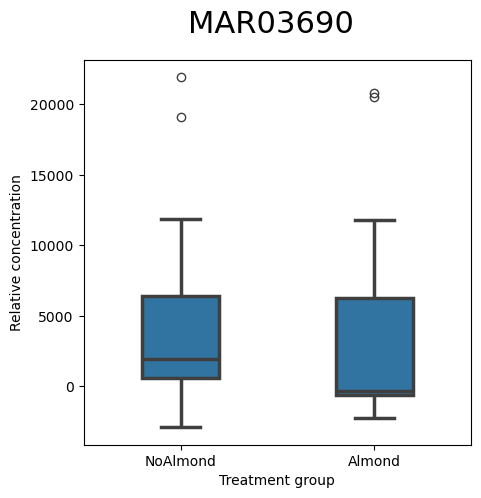 MAR03690
20000
15000
10000
5000
0
Relative concentration
NoAlmond
Almond
Treatment group